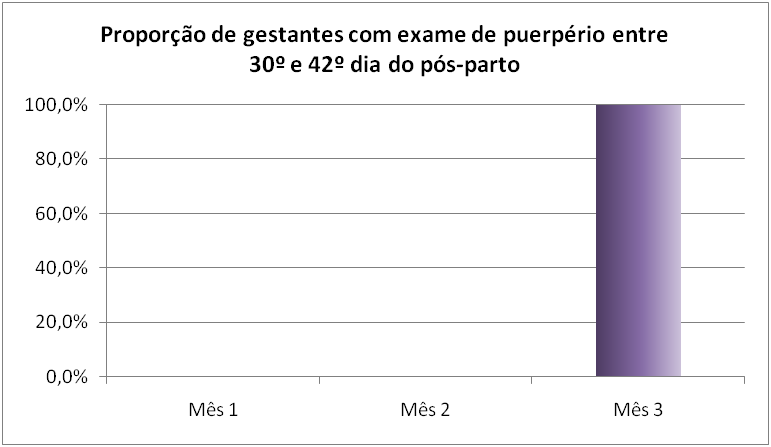 Proporção de gestantes com exame de puerpério entre
30º e 42º dia do pós-parto
100,0%
80,0%
60,0%
40,0%
20,0%
0,0%
Mês 1
Mês 2
Mês 3